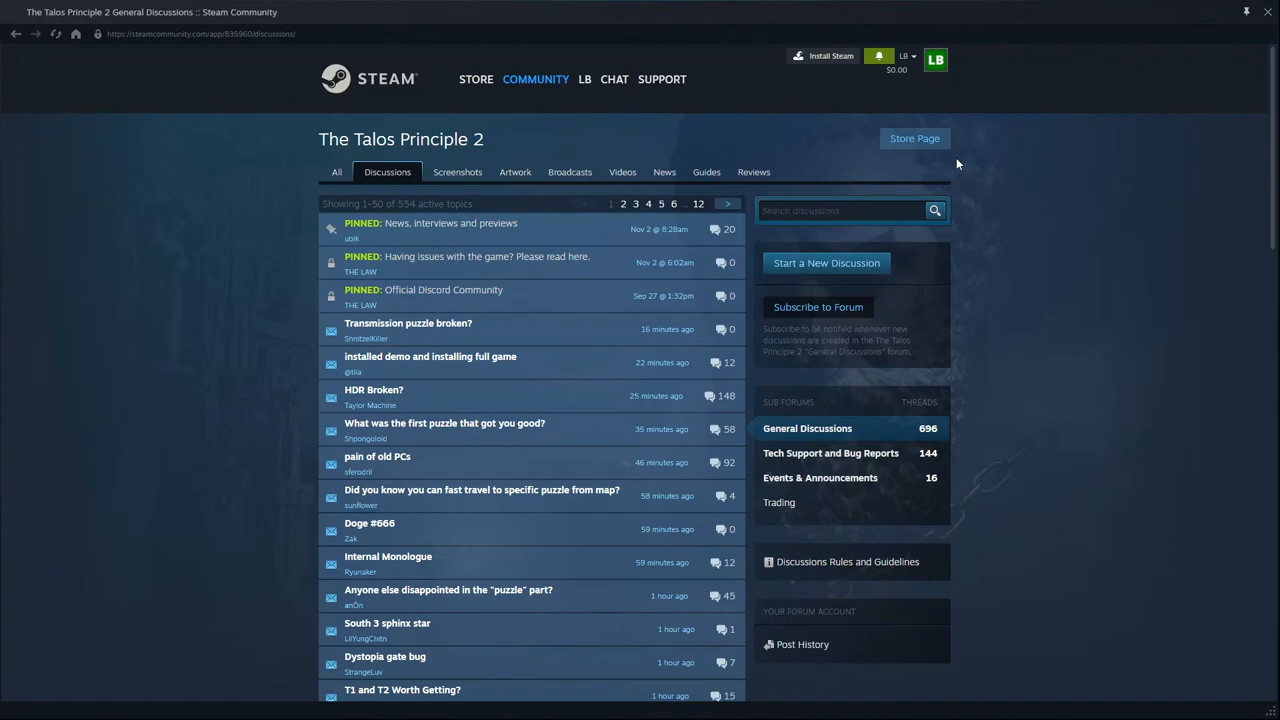 The Talos Principle 2 General Discussions :: Steam Community
https://steamcommunity.com/app/835960/discussions/
Install Steam
LB
$0.00
LB
STEAM®
STORE COMMUNITY LB CHAT SUPPORT
The Talos Principle 2
Store Page
All Discussions Screenshots Artwork Broadcasts Videos News Guides Reviews
Showing 1-50 of 554 active topics
< 1 2 3 4 5 6 ... 12 >
PINNED: News, interviews and previews
ubik
Nov 2 @ 8:28am
20
PINNED: Having issues with the game? Please read here.
THE LAW
Nov 2 @ 6:02am
0
PINNED: Official Discord Community
THE LAW
Sep 27 @ 1:32pm
0
Transmission puzzle broken?
ShnitzelKiller
16 minutes ago
0
installed demo and installing full game
@tila
22 minutes ago
12
HDR Broken?
Taylor Machine
25 minutes ago
148
What was the first puzzle that got you good?
Shpongoloid
35 minutes ago
58
pain of old PCs
sferodrii
46 minutes ago
92
Did you know you can fast travel to specific puzzle from map?
sunflower
58 minutes ago
4
Doge #666
Zak
59 minutes ago
0
Internal Monologue
Ryunaker
59 minutes ago
12
Anyone else disappointed in the "puzzle" part?
an0n
1 hour ago
45
South 3 sphinx star
LilYungChitn
1 hour ago
1
Dystopia gate bug
StrangeLuv
1 hour ago
7
T1 and T2 Worth Getting?
1 hour ago
15
Search discussions
Start a New Discussion
Subscribe to Forum
Subscribe to be notified whenever new
discussions are created in the The Talos
Principle 2 "General Discussions" forum.
SUB FORUMS THREADS
General Discussions 696
Tech Support and Bug Reports 144
Events & Announcements 16
Trading
Discussions Rules and Guidelines
YOUR FORUM ACCOUNT
Post History